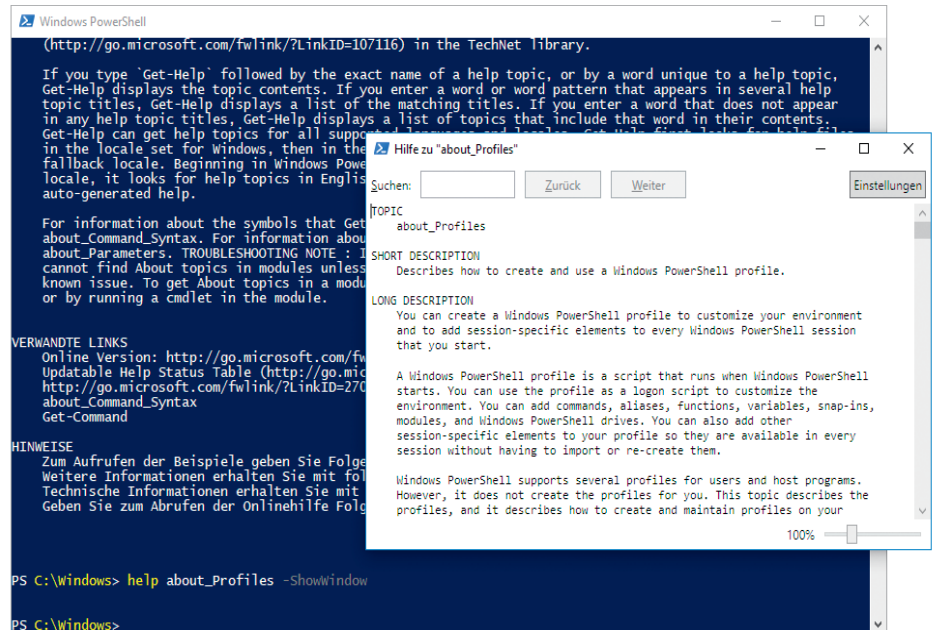 Windows PowerShell
(http://go.microsoft.com/fwlink/?LinkID=107116) in the TechNet library.
If you type `Get-Help` followed by the exact name of a help topic, or by a word unique to a help topic,
Get-Help displays the topic contents. If you enter a word or word pattern that appears in several help
topic titles, Get-Help displays a list of the matching titles. If you enter a word that does not appear
in any help topic titles, Get-Help displays a list of topics that include that word in their contents.
Get-Help can get help topics for all supported languages and locales. Get-Help first looks for help files
in the locale set for Windows, then in the
fallback locale. Beginning in Windows Powe
locale, it looks for help topics in Englis
auto-generated help.
For information about the symbols that Get
about_Command_Syntax. For information abou
about_Parameters. TROUBLESHOOTING NOTE : I
cannot find About topics in modules unless
known issue. To get About topics in a modu
or by running a cmdlet in the module.
VERWANDTE LINKS
Online Version: http://go.microsoft.com/fw
Updatable Help Status Table (http://go.mic
http://go.microsoft.com/fwlink/?LinkID=270
about_Command_Syntax
Get-Command
HINWEISE
Zum Aufrufen der Beispiele geben Sie Folge
Weitere Informationen erhalten Sie mit fol
Technische Informationen erhalten Sie mit
Geben Sie zum Abrufen der Onlinehilfe Folg
PS C:\Windows> help about_Profiles -ShowWindow
PS C:\Windows>
Hilfe zu "about_Profiles"
Suchen: Zurück Weiter Einstellungen
TOPIC
about_Profiles
SHORT DESCRIPTION
Describes how to create and use a Windows PowerShell profile.
LONG DESCRIPTION
You can create a Windows PowerShell profile to customize your environment
and to add session-specific elements to every Windows PowerShell session
that you start.
A Windows PowerShell profile is a script that runs when Windows PowerShell
starts. You can use the profile as a logon script to customize the
environment. You can add commands, aliases, functions, variables, snap-ins,
modules, and Windows PowerShell drives. You can also add other
session-specific elements to your profile so they are available in every
session without having to import or re-create them.
Windows PowerShell supports several profiles for users and host programs.
However, it does not create the profiles for you. This topic describes the
profiles, and it describes how to create and maintain profiles on your
100%